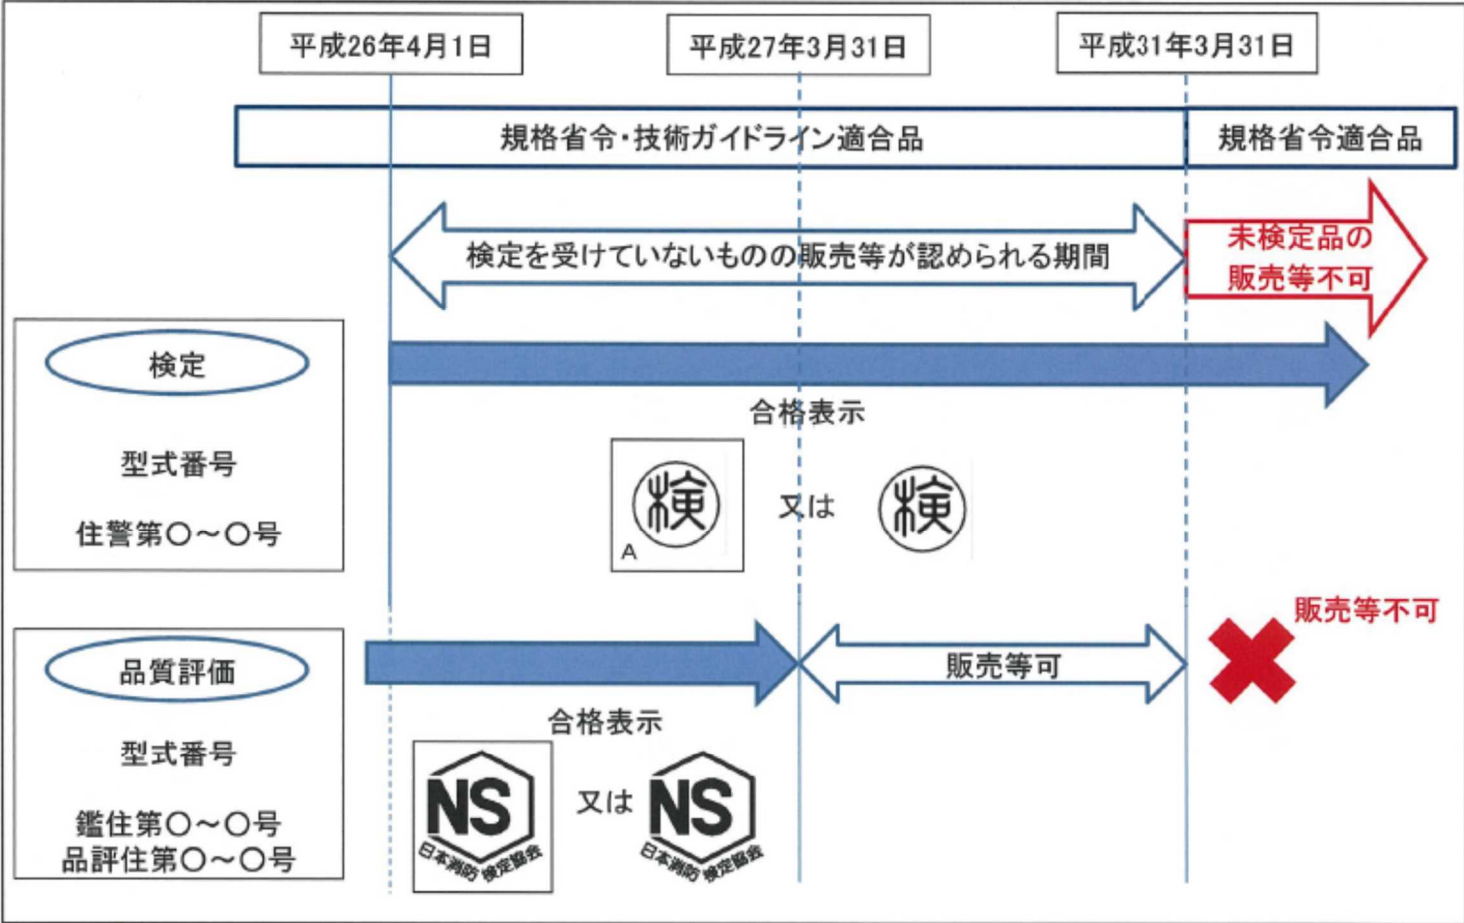 平成26年4月1日
平成27年3月31日
平成31年3月31日
規格省令・技術ガイドライン適合品
規格省令適合品
検定を受けていないものの販売等が認められる期間
未検定品の
販売等不可
検定
型式番号
住警第〇～〇号
合格表示
検
A
又は
検
品質評価
型式番号
鑑住第〇～〇号
品評住第〇～〇号
販売等可
販売等不可
合格表示
NS
日本消防検定協会
又は
NS
日本消防検定協会